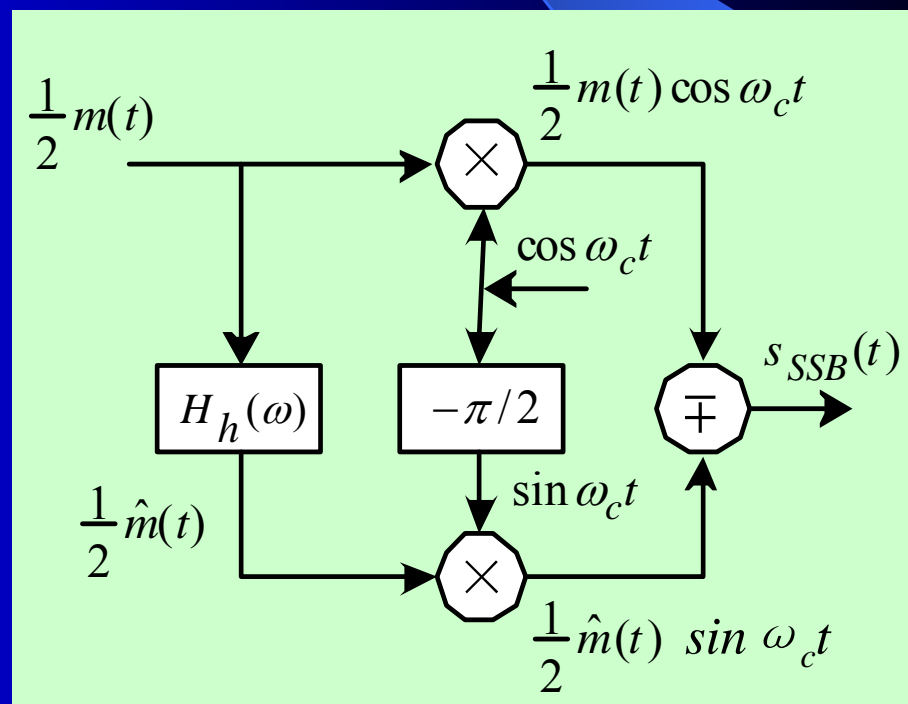 ½ m(t)
½ m(t) cos ω_c t
×
cos ω_c t
H_h(ω)
−π/2
∓
s_SSB(t)
½ m̂(t)
sin ω_c t
×
½ m̂(t) sin ω_c t